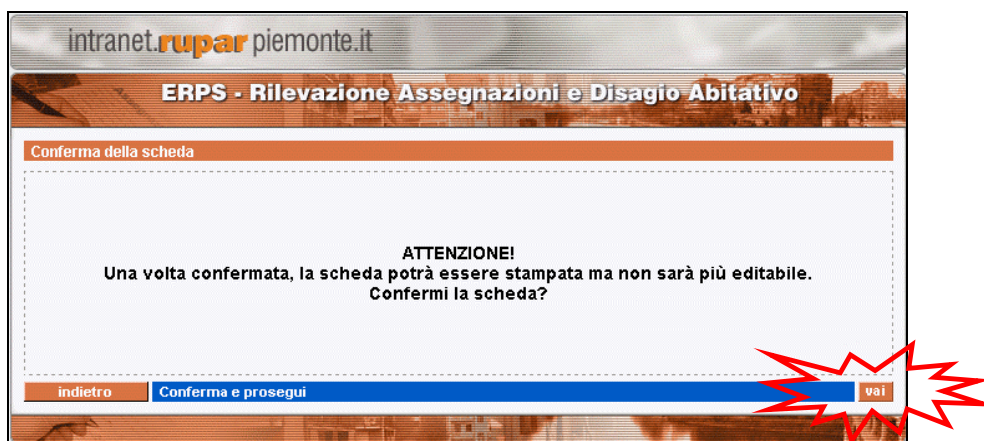 intranet.rupar piemonte.it
ERPS - Rilevazione Assegnazioni e Disagio Abitativo
Conferma della scheda
ATTENZIONE!
Una volta confermata, la scheda potrà essere stampata ma non sarà più editabile.
Confermi la scheda?
indietro Conferma e prosegui vai